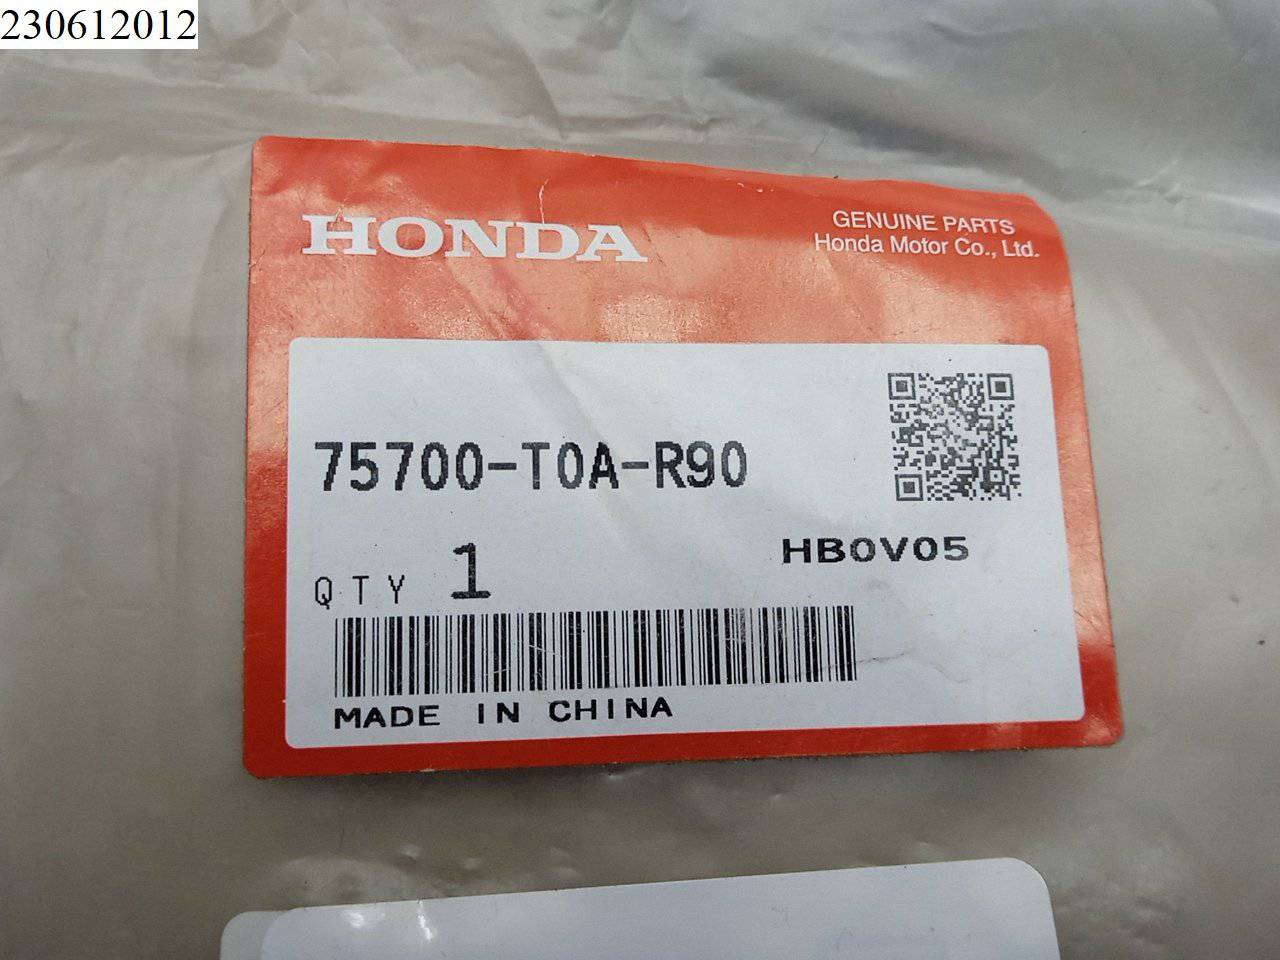 230612012
HONDA
GENUINE PARTS
Honda Motor Co., Ltd.
75700-T0A-R90
HB0V05
QTY 1
MADE IN CHINA